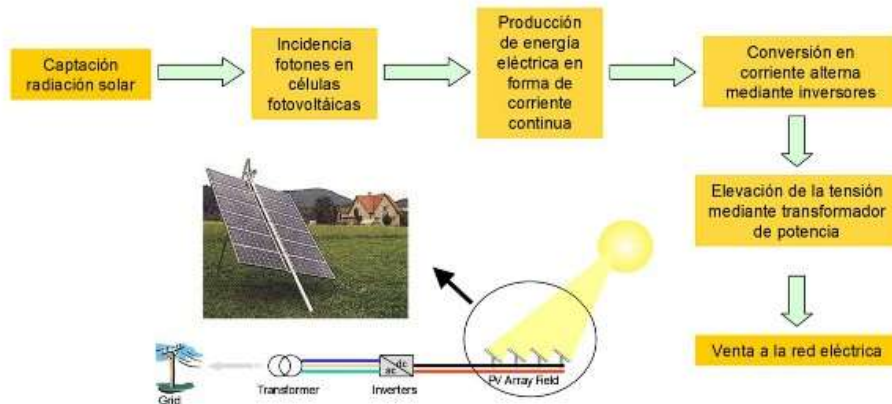 Captación
radiación solar
Incidencia
fotones en
células
fotovoltáicas
Producción
de energía
eléctrica en
forma de
corriente
continua
Conversión en
corriente alterna
mediante inversores
Elevación de la tensión
mediante transformador
de potencia
Venta a la red eléctrica
dc
ac
Grid
Transformer
Inverters
PV Array Field